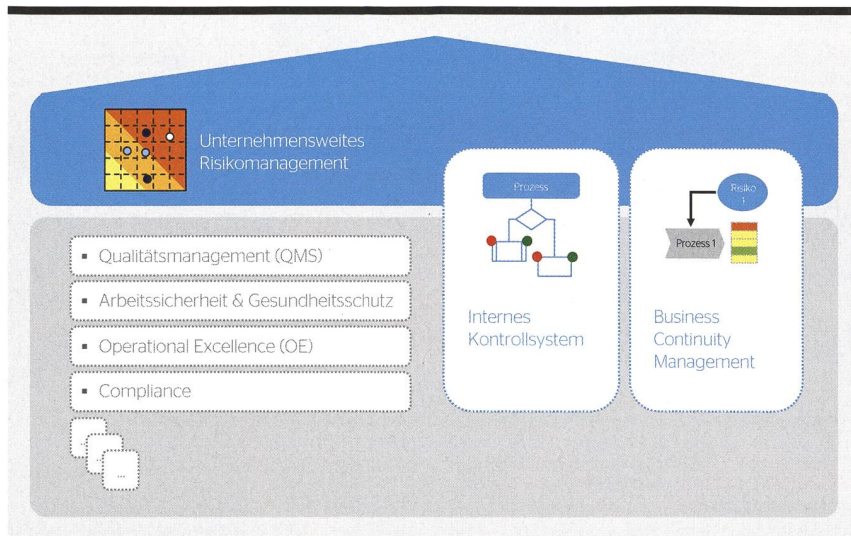 Unternehmensweites
Risikomanagement
▪ Qualitätsmanagement (QMS)
▪ Arbeitssicherheit & Gesundheitsschutz
▪ Operational Excellence (OE)
▪ Compliance
...
...
...
Prozess
Internes
Kontrollsystem
Risiko
1
Prozess 1
Business
Continuity
Management